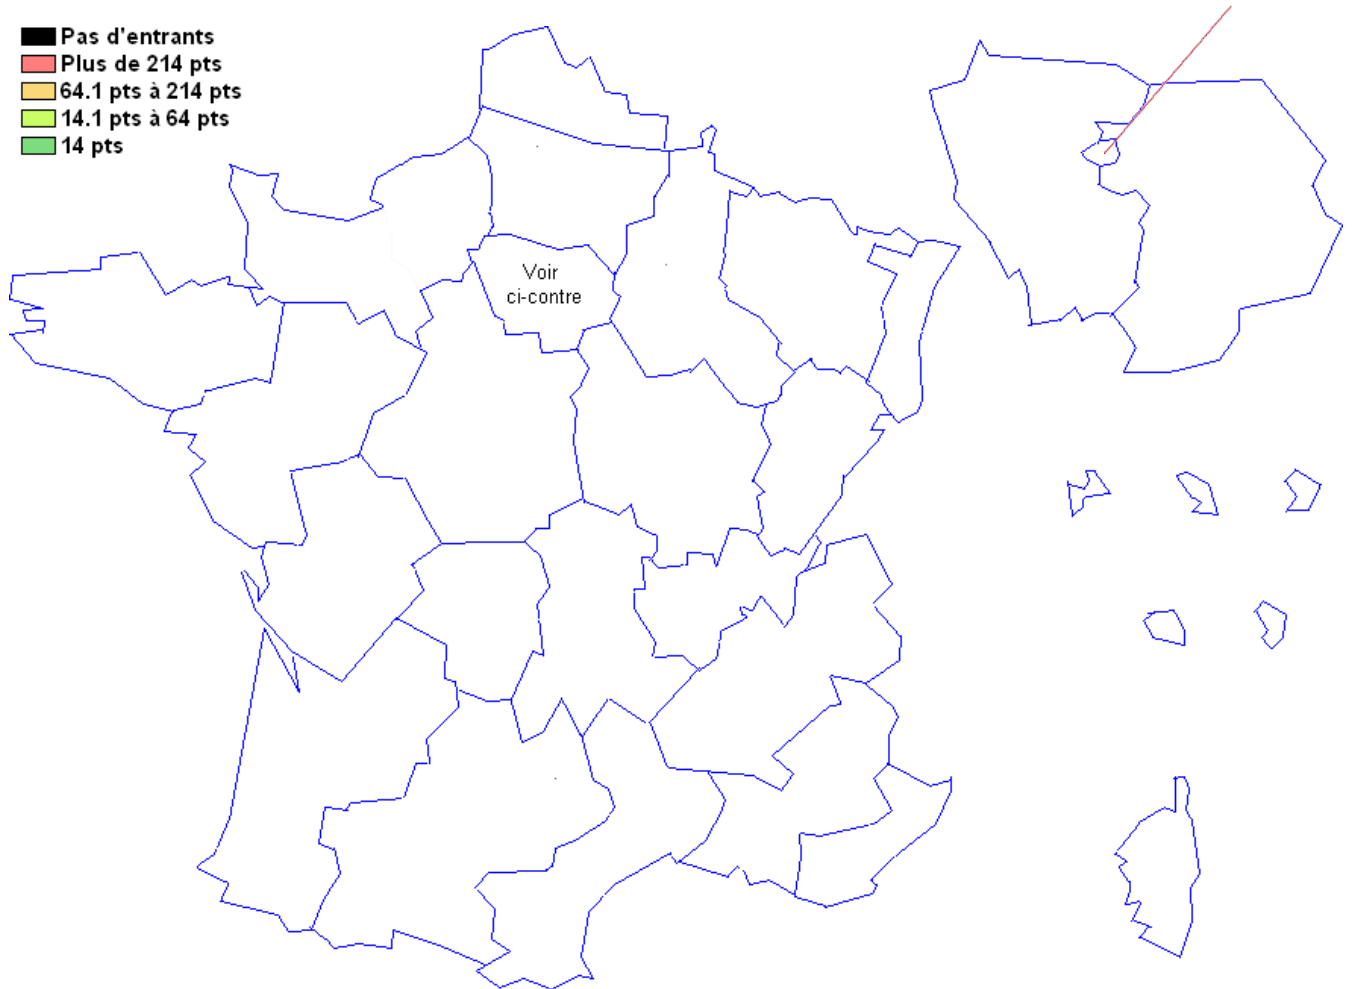 Pas d'entrants
Plus de 214 pts
64.1 pts à 214 pts
14.1 pts à 64 pts
14 pts
Voir
ci-contre